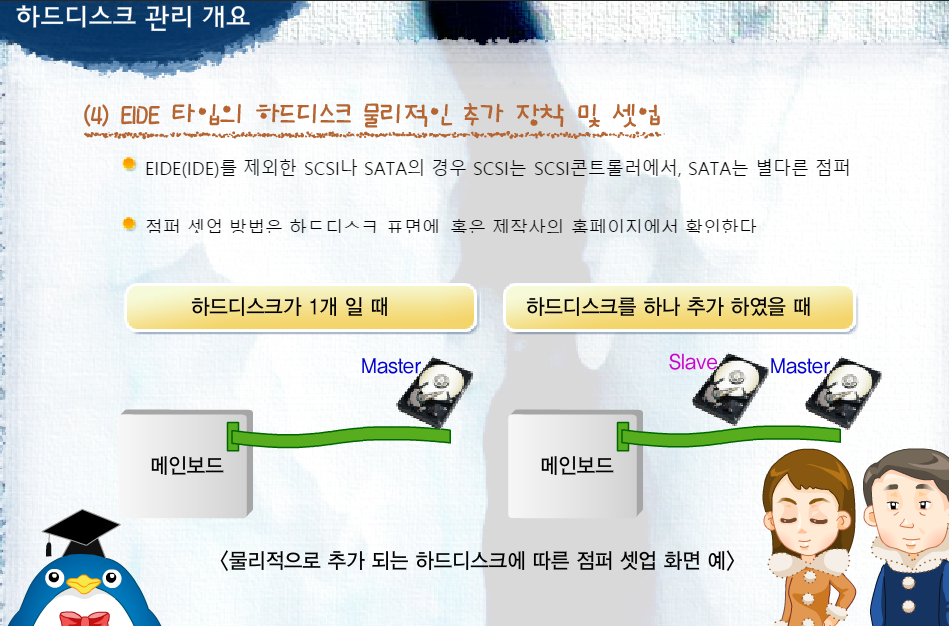 하드디스크 관리 개요
(4) EIDE 타입의 하드디스크 물리적인 추가 장착 및 셋업
EIDE(IDE)를 제외한 SCSI나 SATA의 경우 SCSI는 SCSI콘트롤러에서, SATA는 별다른 점퍼
점퍼 셋업 방법은 하드디스크 표면에 혹은 제작사의 홈페이지에서 확인한다
하드디스크가 1개 일 때
하드디스크를 하나 추가 하였을 때
Master
Slave
Master
메인보드
메인보드
<물리적으로 추가 되는 하드디스크에 따른 점퍼 셋업 화면 예>